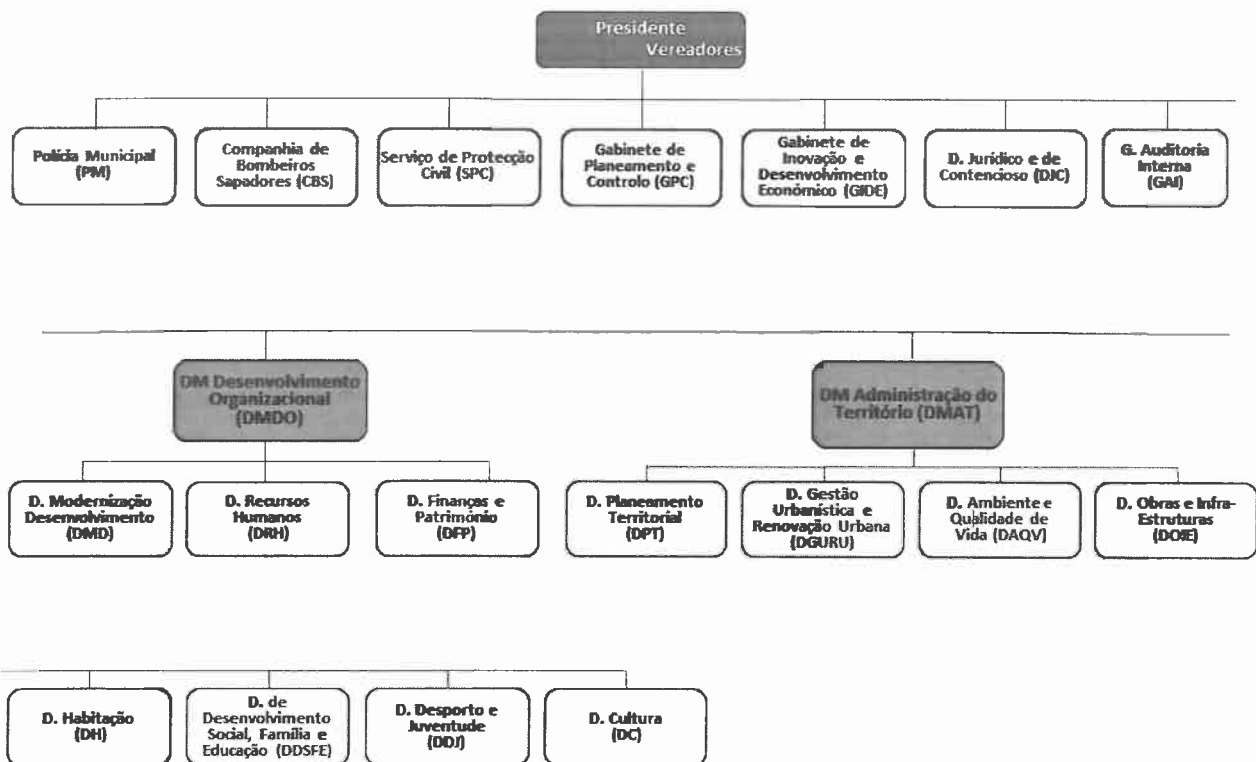 Presidente
Vereadores
Polícia Municipal
(PM)
Companhia de
Bombeiros
Sapadores (CBS)
Serviço de Protecção
Civil (SPC)
Gabinete de
Planeamento e
Controlo (GPC)
Gabinete de
Inovação e
Desenvolvimento
Económico (GIDE)
D. Jurídico e de
Contencioso (DJC)
G. Auditoria
Interna
(GAI)
DM Desenvolvimento
Organizacional
(DMDO)
DM Administração do
Território (DMAT)
D. Modernização
Desenvolvimento
(DMD)
D. Recursos
Humanos
(DRH)
D. Finanças e
Património
(DFP)
D. Planeamento
Territorial
(DPT)
D. Gestão
Urbanística e
Renovação Urbana
(DGURU)
D. Ambiente e
Qualidade de
Vida (DAQV)
D. Obras e Infra-
Estruturas
(DOIE)
D. Habitação
(DH)
D. de
Desenvolvimento
Social, Família e
Educação (DDSFE)
D. Desporto e
Juventude
(DDJ)
D. Cultura
(DC)